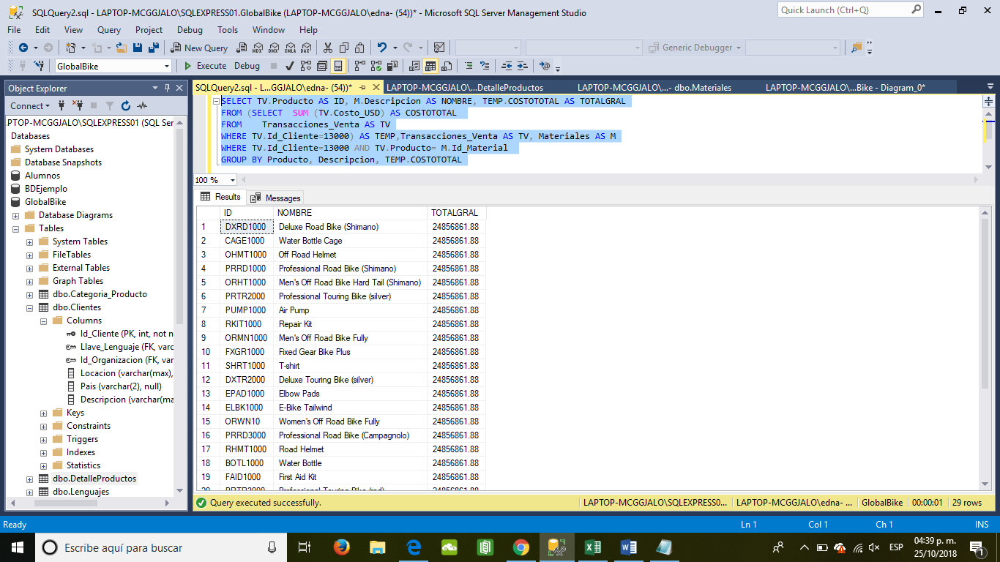 SQLQuery2.sql - LAPTOP-MCGGJALO\SQLEXPRESS01.GlobalBike (LAPTOP-MCGGJALO\edna- (54))* - Microsoft SQL Server Management Studio
Quick Launch (Ctrl+Q)
File Edit View Query Project Debug Tools Window Help
New Query MDX DMX XMLA DAX Generic Debugger
GlobalBike Execute Debug
Object Explorer
SQLQuery2.sql - L...GGJALO\edna- (54))* LAPTOP-MCGGJALO\...DetalleProductos LAPTOP-MCGGJALO\...- dbo.Materiales LAPTOP-MCGGJALO\...Bike - Diagram_0*
Connect
.PTOP-MCGGJALO\SQLEXPRESS01 (SQL Ser
Databases
System Databases
Database Snapshots
Alumnos
BDEjemplo
GlobalBike
Database Diagrams
Tables
System Tables
FileTables
External Tables
Graph Tables
dbo.Categoria_Producto
dbo.Clientes
Columns
Id_Cliente (PK, int, not n
Llave_Lenguaje (FK, varc
Id_Organizacion (FK, var
Locacion (varchar(max),
Pais (varchar(2), null)
Descripcion (varchar(ma
Keys
Constraints
Triggers
Indexes
Statistics
dbo.DetalleProductos
dbo.Lenguajes
SELECT TV.Producto AS ID, M.Descripcion AS NOMBRE, TEMP.COSTOTOTAL AS TOTALGRAL
FROM (SELECT SUM (TV.Costo_USD) AS COSTOTOTAL
FROM Transacciones_Venta AS TV
WHERE TV.Id_Cliente=13000) AS TEMP,Transacciones_Venta AS TV, Materiales AS M
WHERE TV.Id_Cliente=13000 AND TV.Producto= M.Id_Material
GROUP BY Producto, Descripcion, TEMP.COSTOTOTAL
100 %
Results Messages
ID NOMBRE TOTALGRAL
1 DXRD1000 Deluxe Road Bike (Shimano) 24856861.88
2 CAGE1000 Water Bottle Cage 24856861.88
3 OHMT1000 Off Road Helmet 24856861.88
4 PRRD1000 Professional Road Bike (Shimano) 24856861.88
5 ORHT1000 Men's Off Road Bike Hard Tail (Shimano) 24856861.88
6 PRTR2000 Professional Touring Bike (silver) 24856861.88
7 PUMP1000 Air Pump 24856861.88
8 RKIT1000 Repair Kit 24856861.88
9 ORMN1000 Men's Off Road Bike Fully 24856861.88
10 FXGR1000 Fixed Gear Bike Plus 24856861.88
11 SHRT1000 T-shirt 24856861.88
12 DXTR2000 Deluxe Touring Bike (silver) 24856861.88
13 EPAD1000 Elbow Pads 24856861.88
14 ELBK1000 E-Bike Tailwind 24856861.88
15 ORWN10 Women's Off Road Bike Fully 24856861.88
16 PRRD3000 Professional Road Bike (Campagnolo) 24856861.88
17 RHMT1000 Road Helmet 24856861.88
18 BOTL1000 Water Bottle 24856861.88
19 FAID1000 First Aid Kit 24856861.88
Query executed successfully. LAPTOP-MCGGJALO\SQLEXPRESS0... LAPTOP-MCGGJALO\edna- ... GlobalBike 00:00:01 29 rows
Ready Ln 1 Col 1 Ch 1 INS
Escribe aquí para buscar
ESP
04:39 p. m.
25/10/2018
1